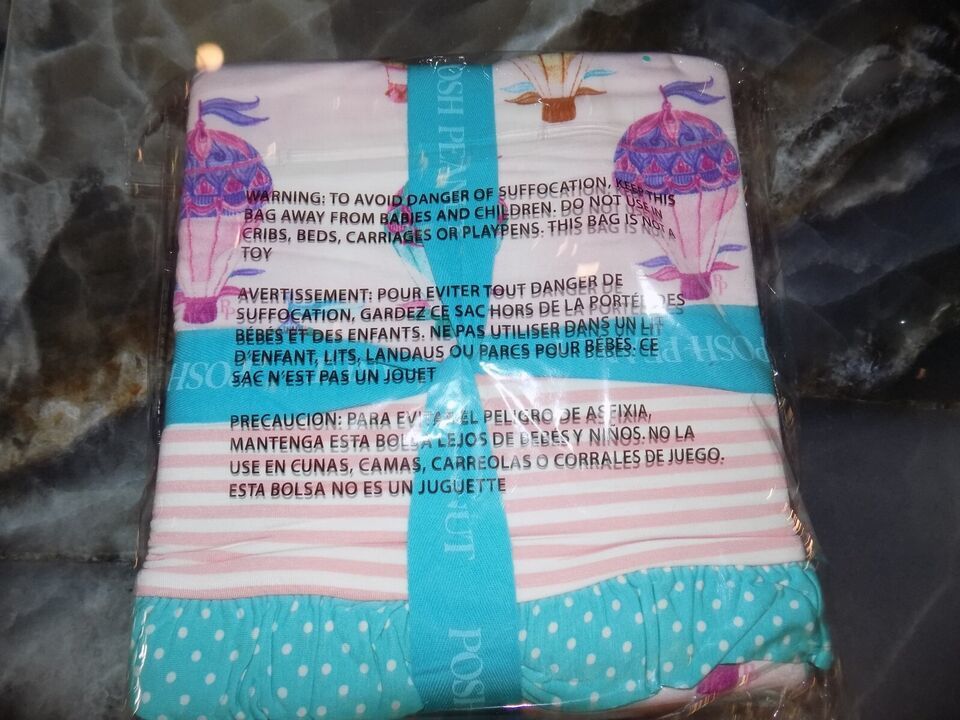 OSH PEA
WARNING: TO AVOID DANGER OF SUFFOCATION, KEEP THIS
BAG AWAY FROM BABIES AND CHILDREN. DO NOT USE IN
CRIBS, BEDS, CARRIAGES OR PLAYPENS. THIS BAG IS NOT A
TOY
AVERTISSEMENT: POUR EVITER TOUT DANGER DE
SUFFOCATION, GARDEZ CE SAC HORS DE LA PORTÉE DES
BÉBÉS ET DES ENFANTS. NE PAS UTILISER DANS UN LIT
D'ENFANT, LITS, LANDAUS OU PARCS POUR BÉBÉS. CE
SAC N'EST PAS UN JOUET
POSH PE
POSH
PRECAUCION: PARA EVITAR EL PELIGRO DE ASFIXIA,
MANTENGA ESTA BOLSA LEJOS DE BEBES Y NIÑOS. NO LA
USE EN CUNAS, CAMAS, CARREOLAS O CORRALES DE JUEGO.
ESTA BOLSA NO ES UN JUGUETTE
UT
POSH